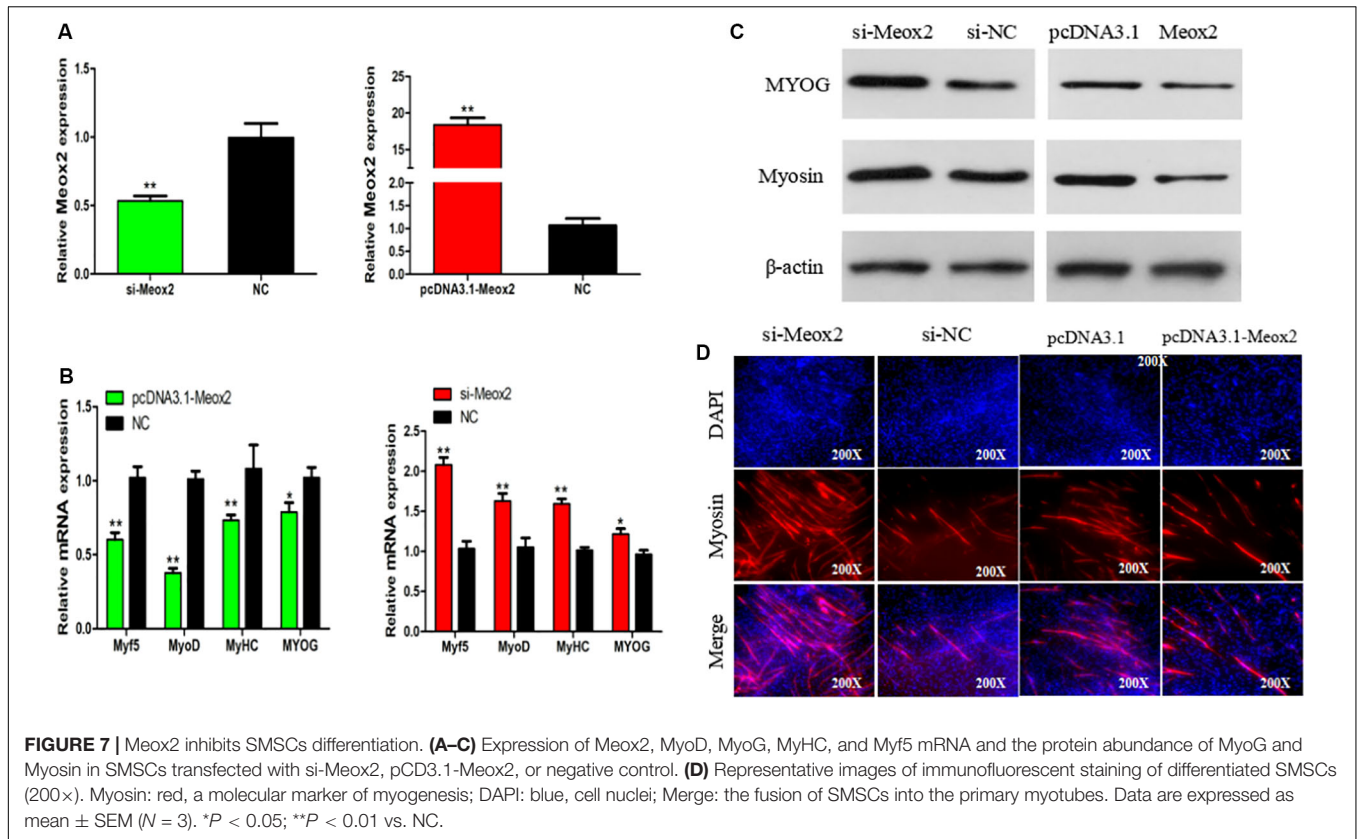 A
Relative Meox2 expression
1.5
1.0
0.5
0.0
**
si-Meox2
NC
Relative Meox2 expression
25
20
15
2.0
1.5
1.0
0.5
0.0
**
pcDNA3.1-Meox2
NC
B
Relative mRNA expression
1.5
1.0
0.5
0.0
pcDNA3.1-Meox2
NC
**
**
**
*
Myf5
MyoD
MyHC
MYOG
Relative mRNA expression
2.5
2.0
1.5
1.0
0.5
0.0
si-Meox2
NC
**
**
**
*
Myf5
MyoD
MyHC
MYOG
C
si-Meox2 si-NC pcDNA3.1 Meox2
MYOG
Myosin
β-actin
D
si-Meox2 si-NC pcDNA3.1 pcDNA3.1-Meox2
200X
DAPI
200X 200X 200X 200X
Myosin
200X 200X 200X 200X
Merge
200X 200X 200X 200X
FIGURE 7 | Meox2 inhibits SMSCs differentiation. (A–C) Expression of Meox2, MyoD, MyoG, MyHC, and Myf5 mRNA and the protein abundance of MyoG and
Myosin in SMSCs transfected with si-Meox2, pCD3.1-Meox2, or negative control. (D) Representative images of immunofluorescent staining of differentiated SMSCs
(200×). Myosin: red, a molecular marker of myogenesis; DAPI: blue, cell nuclei; Merge: the fusion of SMSCs into the primary myotubes. Data are expressed as
mean ± SEM (N = 3). *P < 0.05; **P < 0.01 vs. NC.